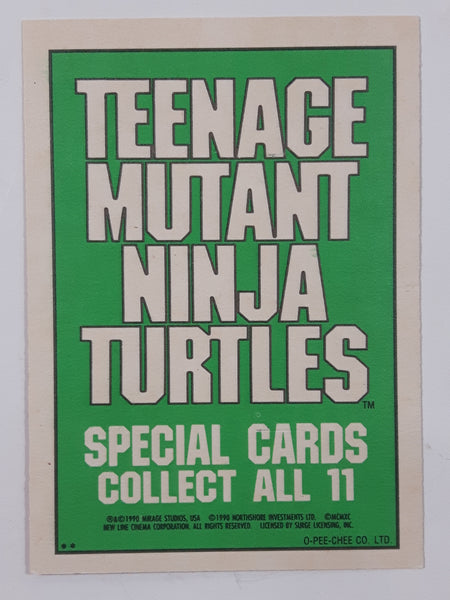 TEENAGE
MUTANT
NINJA
TURTLES
TM
SPECIAL CARDS
COLLECT ALL 11
®&©1990 MIRAGE STUDIOS, USA ©1990 NORTHSHORE INVESTMENTS LTD. ©MCMXC
NEW LINE CINEMA CORPORATION. ALL RIGHTS RESERVED. LICENSED BY SURGE LICENSING, INC.
** O-PEE-CHEE CO. LTD.